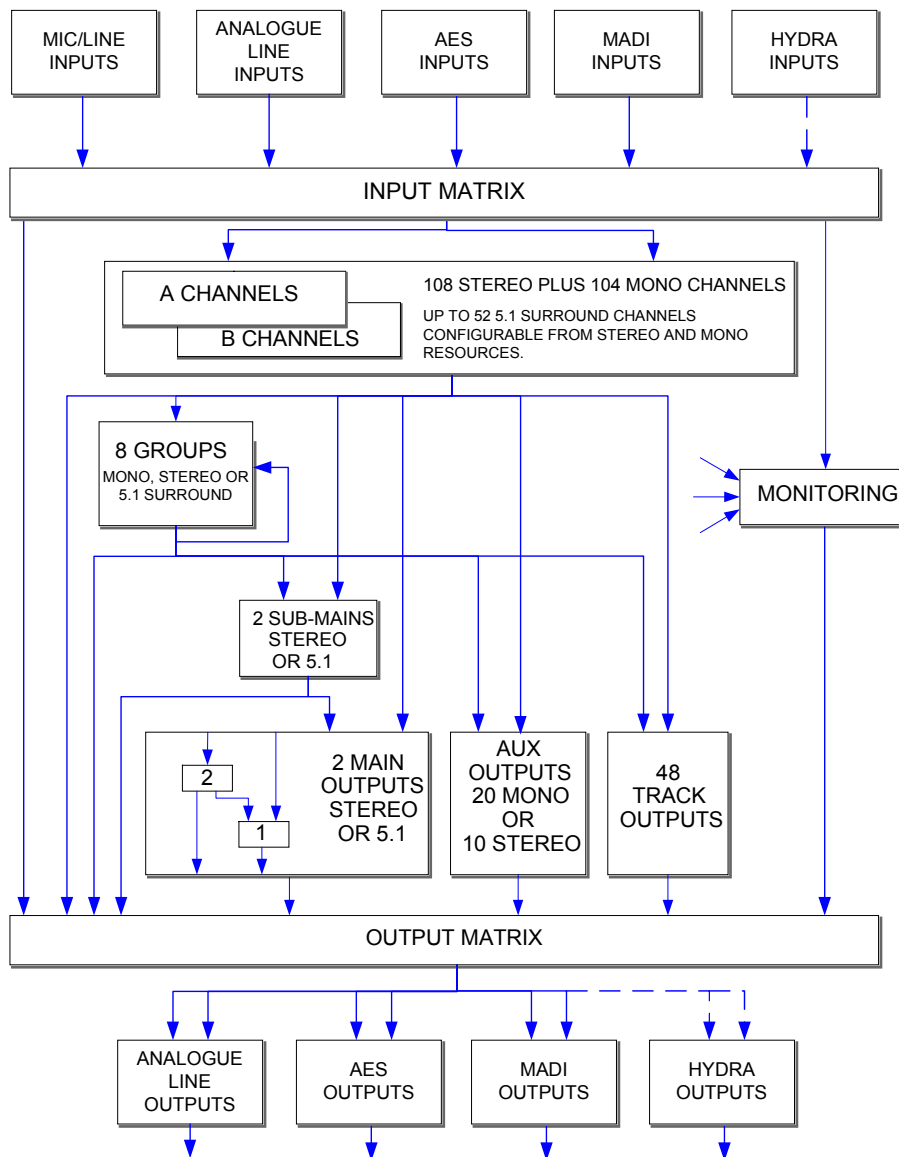 MIC/LINE
INPUTS
ANALOGUE
LINE
INPUTS
AES
INPUTS
MADI
INPUTS
HYDRA
INPUTS
INPUT MATRIX
A CHANNELS
B CHANNELS
108 STEREO PLUS 104 MONO CHANNELS
UP TO 52 5.1 SURROUND CHANNELS
CONFIGURABLE FROM STEREO AND MONO
RESOURCES.
8 GROUPS
MONO, STEREO OR
5.1 SURROUND
MONITORING
2 SUB-MAINS
STEREO
OR 5.1
2
1
2 MAIN
OUTPUTS
STEREO
OR 5.1
AUX
OUTPUTS
20 MONO
OR
10 STEREO
48
TRACK
OUTPUTS
OUTPUT MATRIX
ANALOGUE
LINE
OUTPUTS
AES
OUTPUTS
MADI
OUTPUTS
HYDRA
OUTPUTS